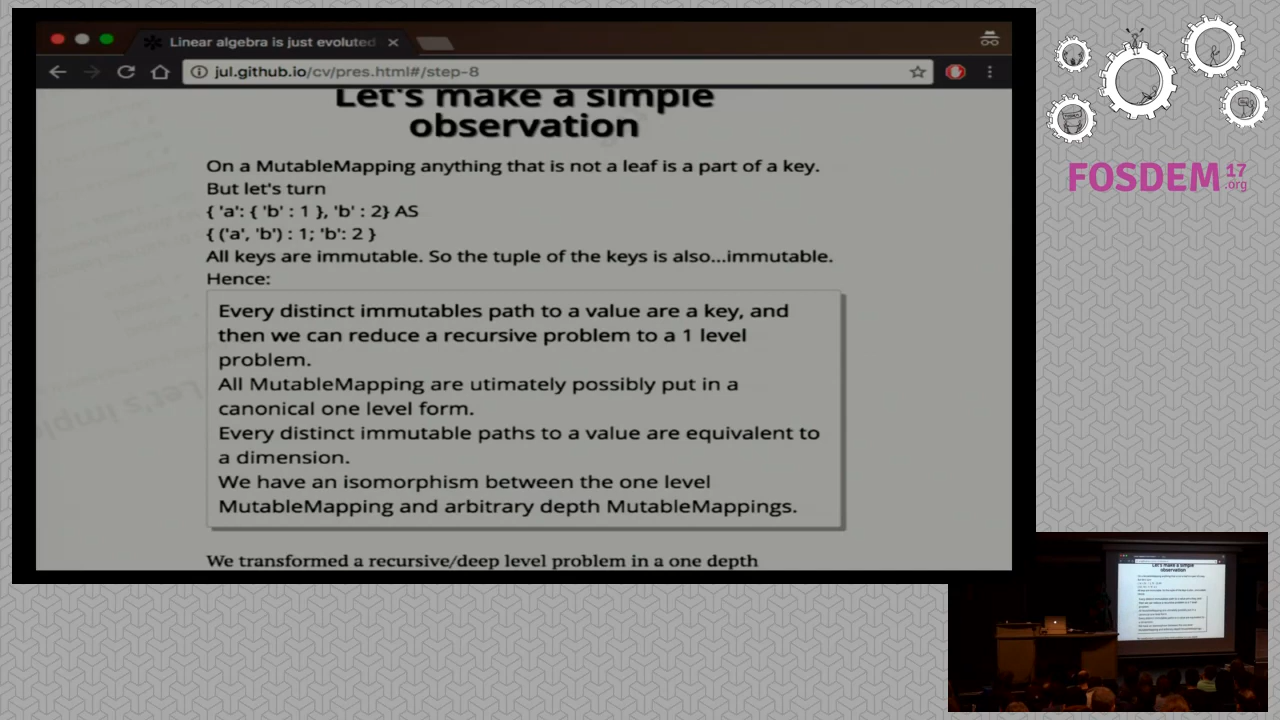 Linear algebra is just evoluted
jul.github.io/cv/pres.html#/step-8
Let's make a simple
observation
On a MutableMapping anything that is not a leaf is a part of a key.
But let's turn
{ 'a': { 'b' : 1 }, 'b' : 2} AS
{ ('a', 'b') : 1; 'b': 2 }
All keys are immutable. So the tuple of the keys is also...immutable.
Hence:
Every distinct immutables path to a value are a key, and
then we can reduce a recursive problem to a 1 level
problem.
All MutableMapping are utimately possibly put in a
canonical one level form.
Every distinct immutable paths to a value are equivalent to
a dimension.
We have an isomorphism between the one level
MutableMapping and arbitrary depth MutableMappings.
We transformed a recursive/deep level problem in a one depth
Let's imple
FOSDEM 17
.org
Let's make a simple
observation